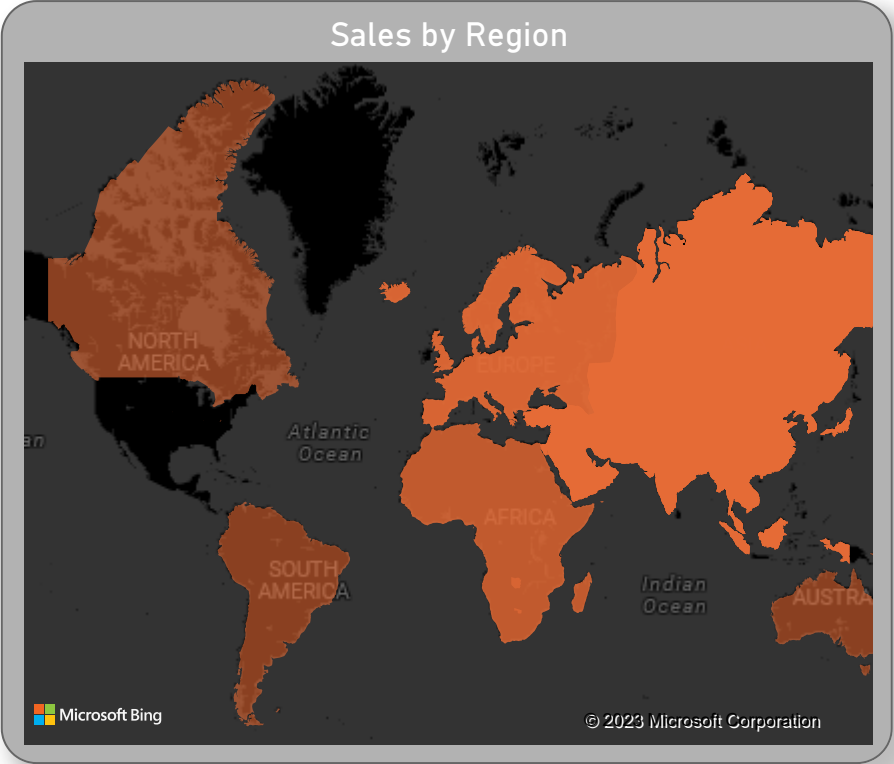 Sales by Region
NORTH
AMERICA
EUROPE
an
Atlantic
Ocean
AFRICA
SOUTH
AMERICA
Indian
Ocean
AUSTRA
Microsoft Bing
© 2023 Microsoft Corporation